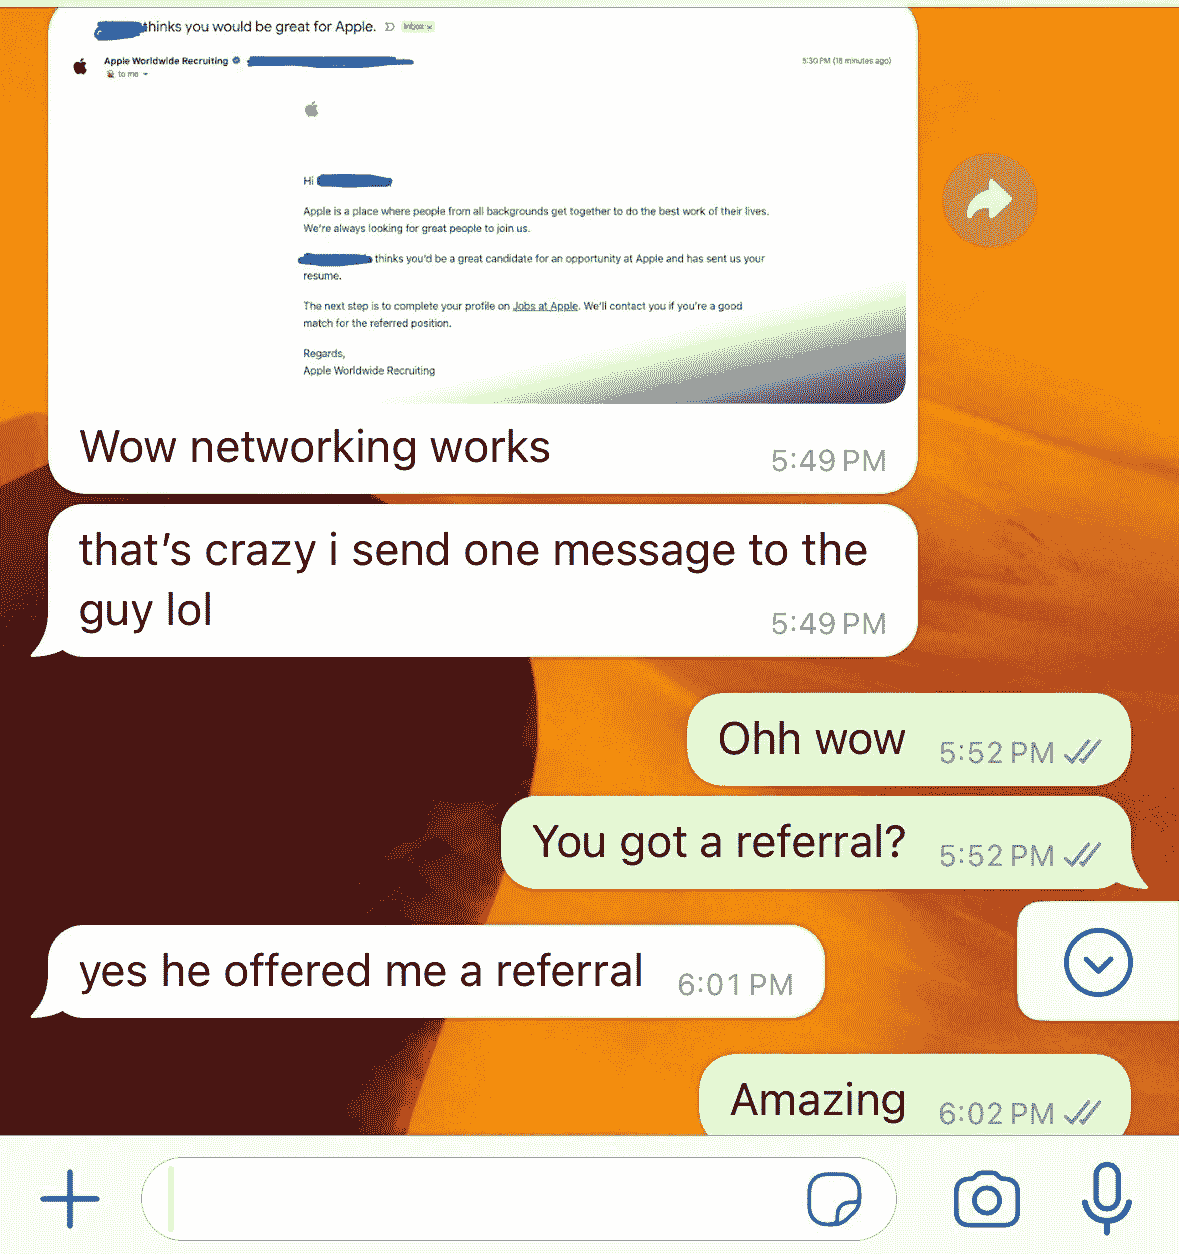 thinks you would be great for Apple. Inbox ×
Apple Worldwide Recruiting
to me
5:30 PM (18 minutes ago)
Hi
Apple is a place where people from all backgrounds get together to do the best work of their lives.
We're always looking for great people to join us.
thinks you'd be a great candidate for an opportunity at Apple and has sent us your
resume.
The next step is to complete your profile on Jobs at Apple. We'll contact you if you're a good
match for the referred position.
Regards,
Apple Worldwide Recruiting
Wow networking works
5:49 PM
that's crazy i send one message to the
guy lol
5:49 PM
Ohh wow 5:52 PM
You got a referral? 5:52 PM
yes he offered me a referral 6:01 PM
Amazing 6:02 PM